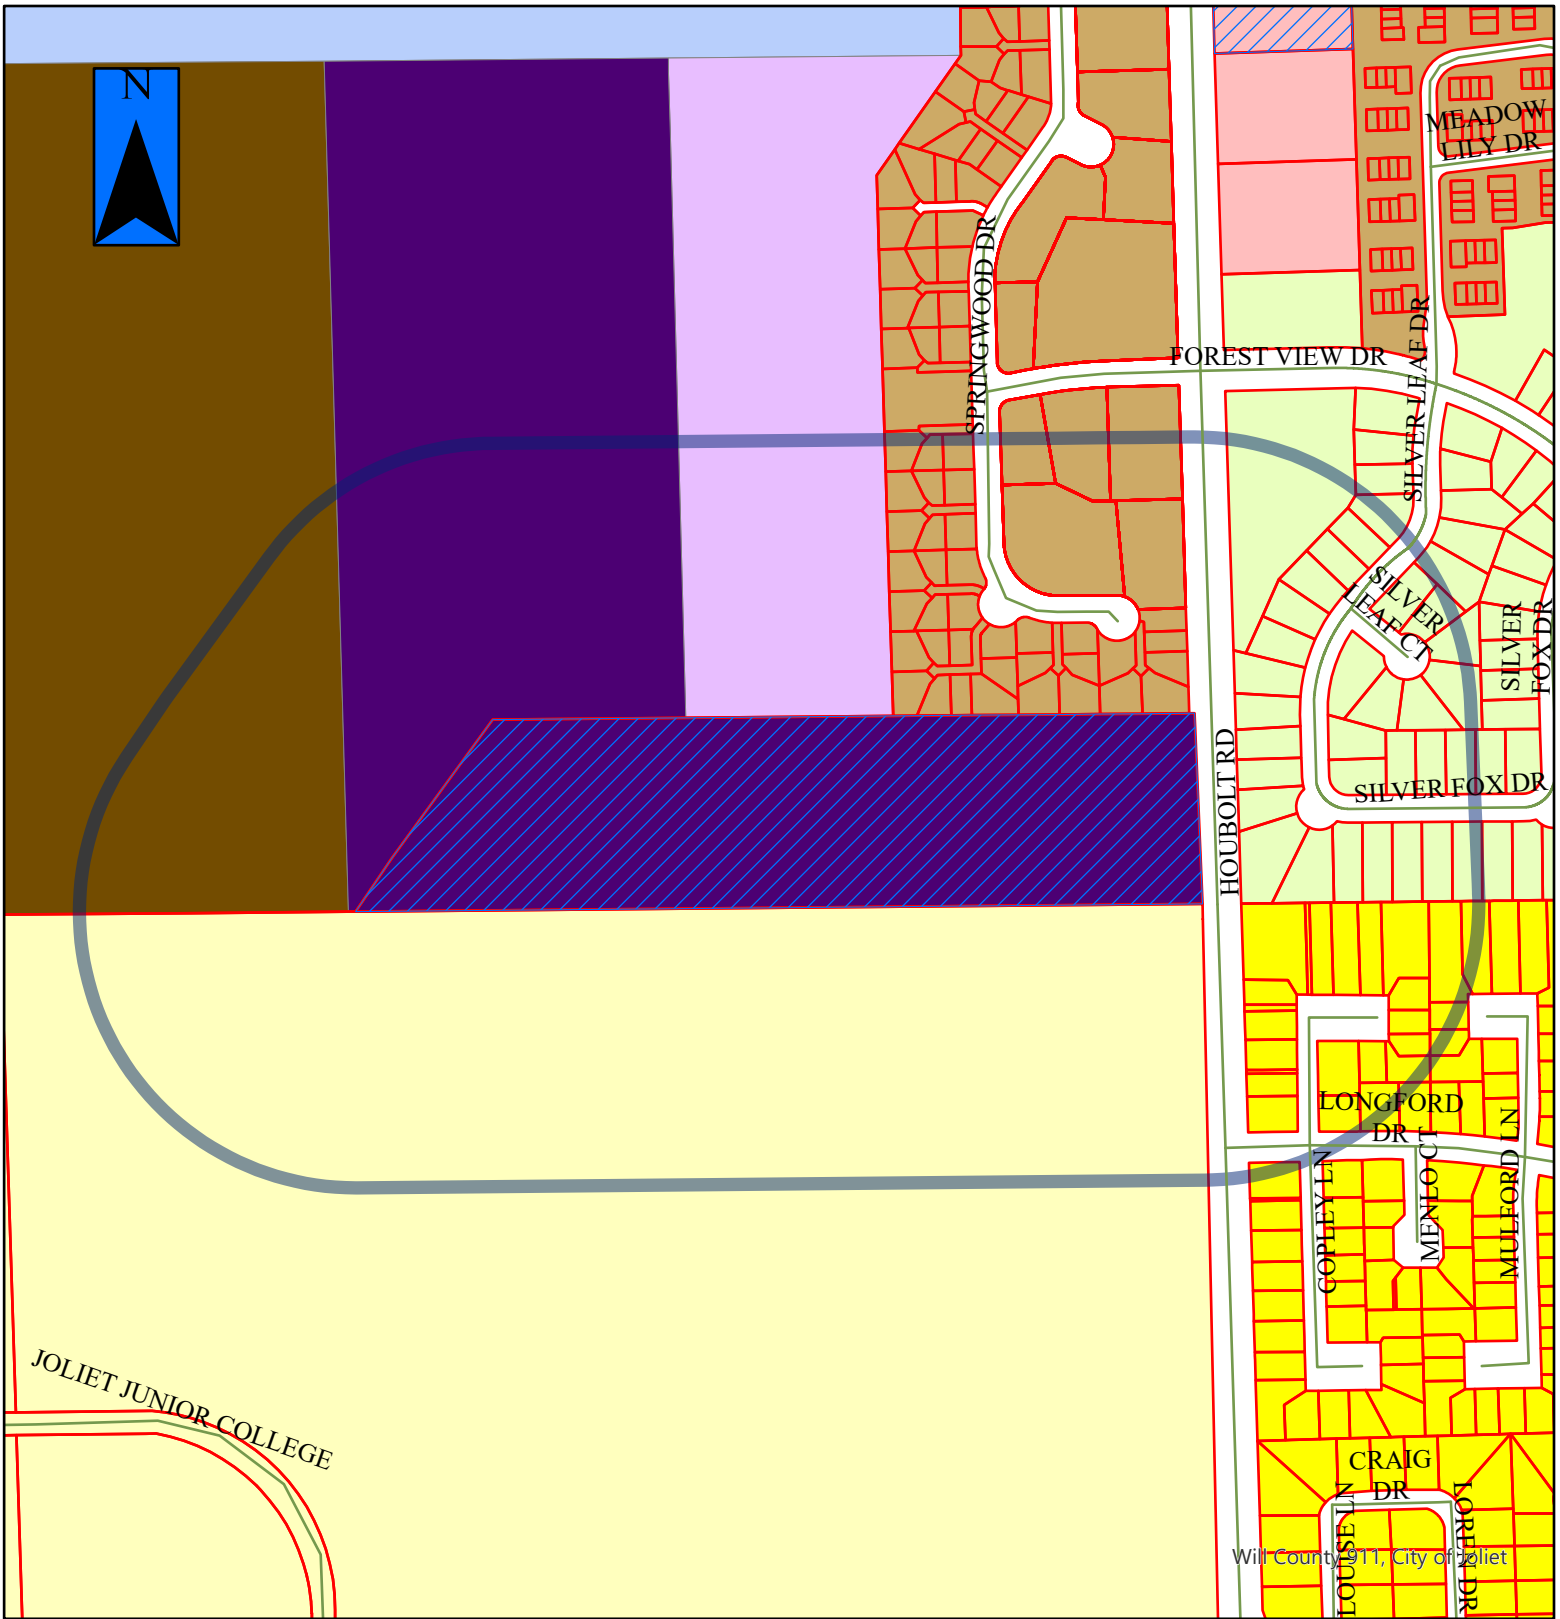 N
MEADOW
LILY DR
SPRINGWOOD DR
FOREST VIEW DR
SILVER LEAF DR
SILVER
LEAF CT
SILVER
FOX DR
HOUBOLT RD
SILVER FOX DR
LONGFORD
DR
COPLEY LN
MENLO CT
MULFORD LN
JOLIET JUNIOR COLLEGE
CRAIG
DR
LOUISE LN
LOREN DR
Will County 911, City of Joliet